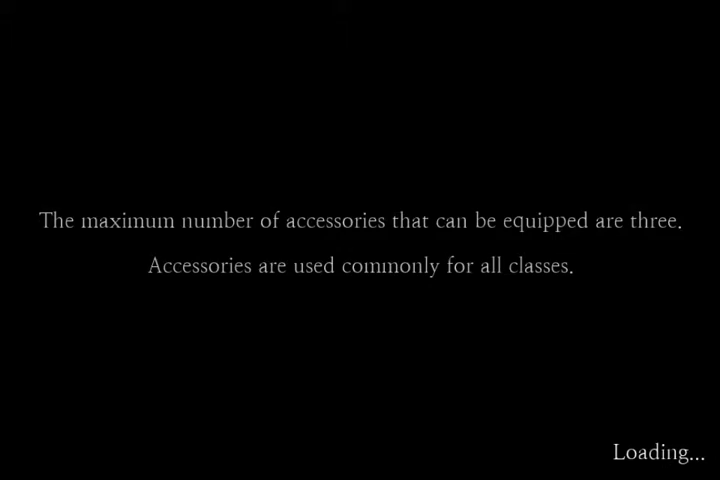 The maximum number of accessories that can be equipped are three.
Accessories are used commonly for all classes.
Loading...